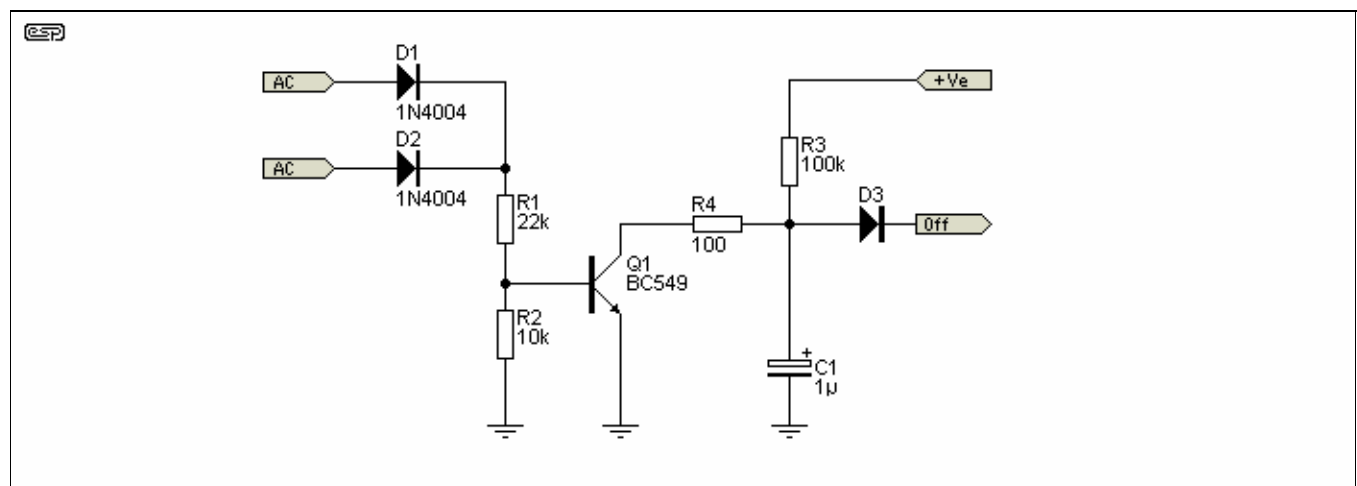 esp
D1
AC
1N4004
D2
AC
1N4004
R1
22k
R2
10k
Q1
BC549
R4
100
+Ve
R3
100k
D3
Off
+
C1
1µ